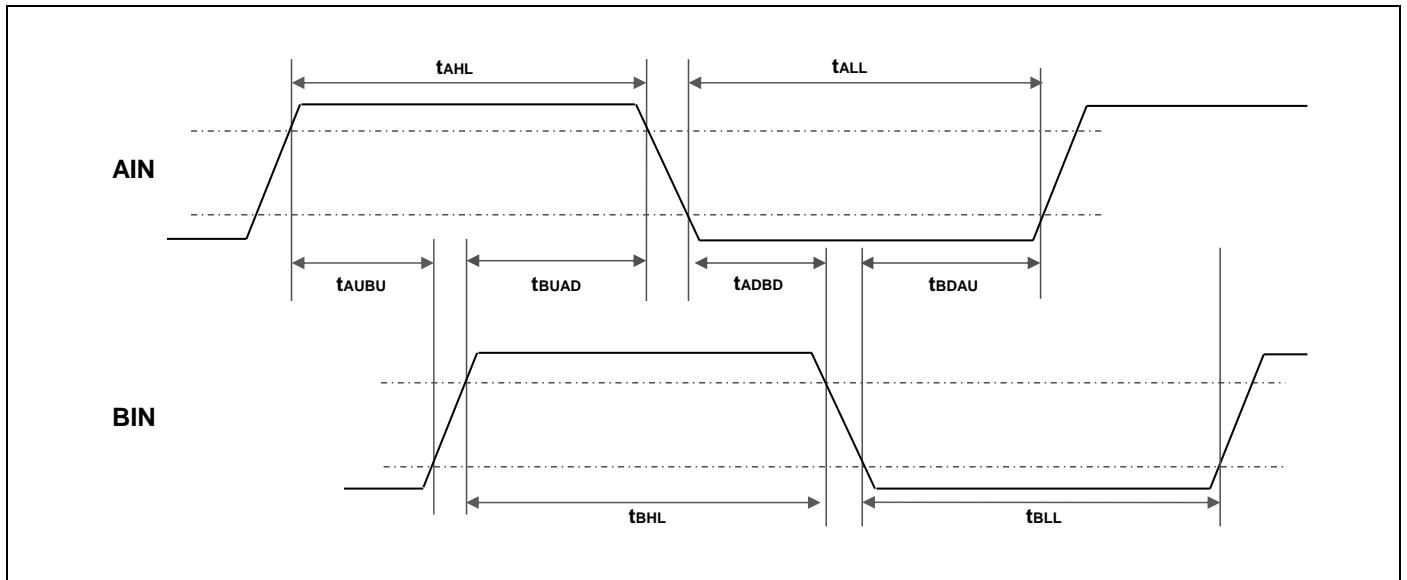 tAHL
tALL
AIN
tAUBU
tBUAD
tADBD
tBDAU
BIN
tBHL
tBLL